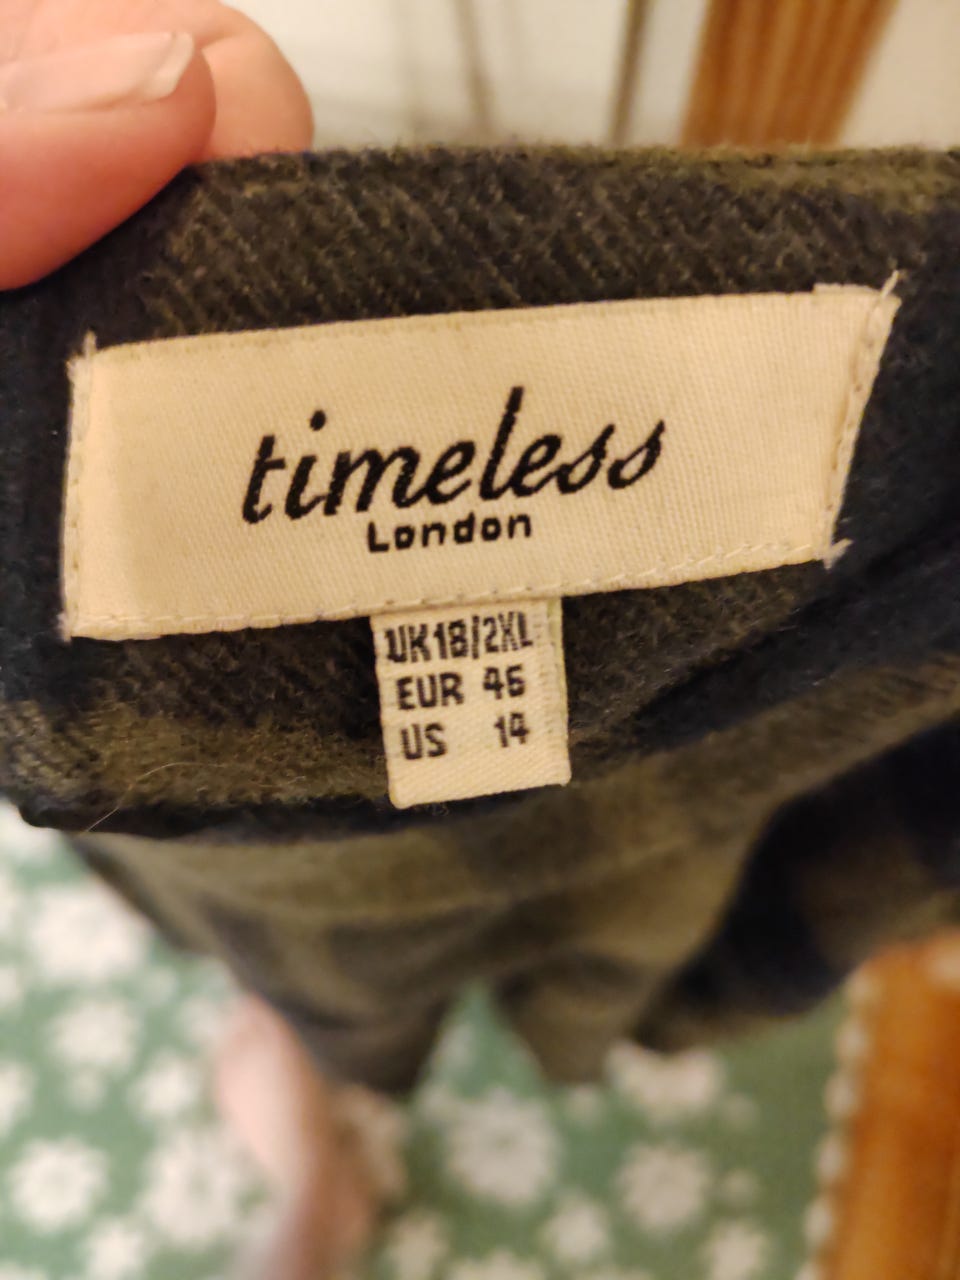 timeless
London
UK18/2XL
EUR 46
US 14